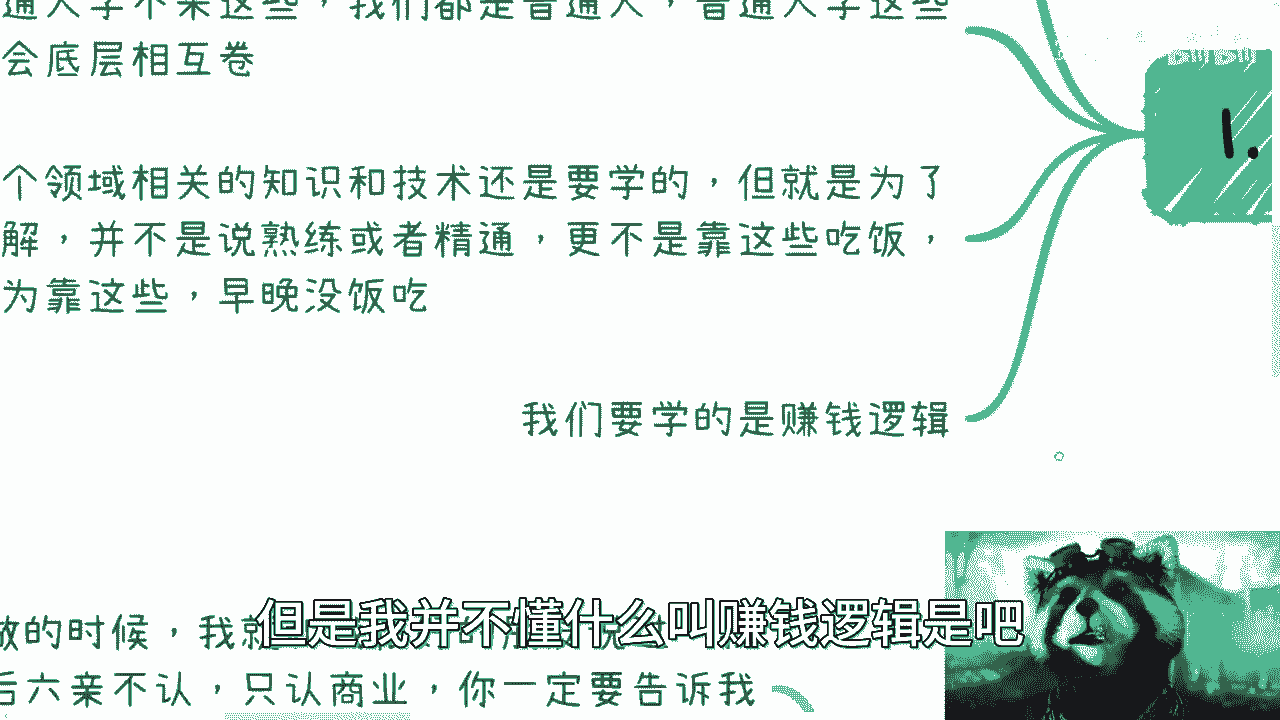 通人学不来这些，我们都是普通人，普通人学这些
会底层相互卷
1.
个领域相关的知识和技术还是要学的，但就是为了
解，并不是说熟练或者精通，更不是靠这些吃饭，
为靠这些，早晚没饭吃
我们要学的是赚钱逻辑
做的时候，我就
后六亲不认，只认商业，你一定要告诉我
但是我并不懂什么叫赚钱逻辑是吧